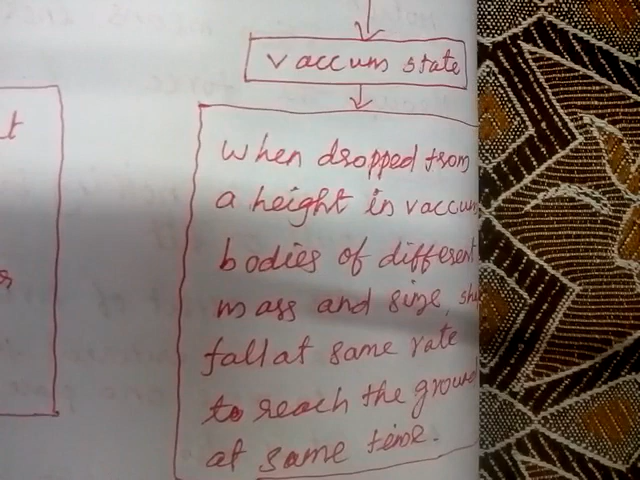 vaccum state
When dropped from
a height in vaccum
bodies of different
mass and size,
fall at same rate
to reach the ground
at same time.
t